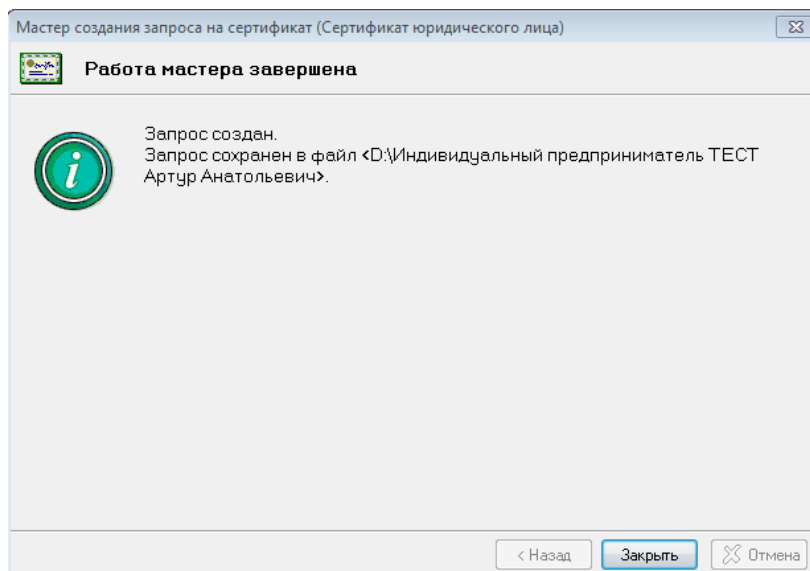 Мастер создания запроса на сертификат (Сертификат юридического лица)
Работа мастера завершена
Запрос создан.
Запрос сохранен в файл <D:\Индивидуальный предприниматель ТЕСТ
Артур Анатольевич>.
< Назад
Закрыть
Отмена